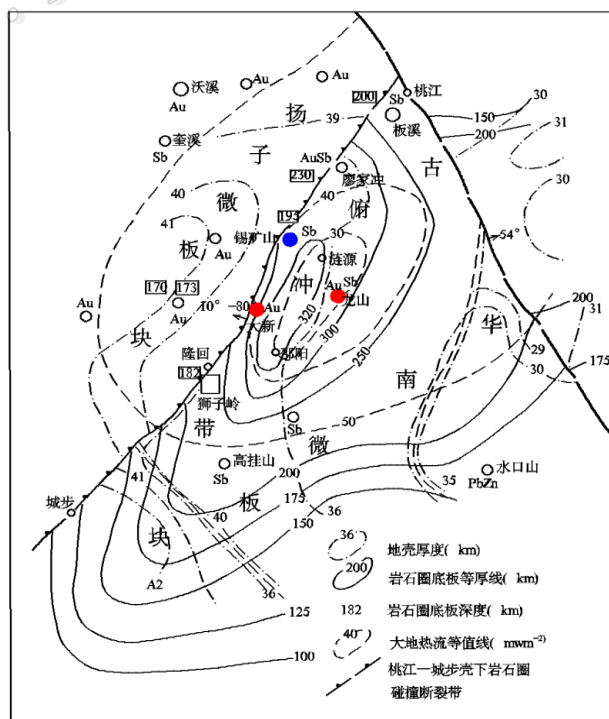 沃溪
Au
Au
Au
200
桃江
Sb
板溪
150
200
30
31
扬
39
奎溪
Sb
子
AuSb
230
廖家冲
古
30
40
微
40
俯
41
193
30
Sb
锡矿山
54°
板
Au
涟源
冲
170
173
Au
10°
80
Au
大新
Au
Sb
龙山
320
300
250
华
200
31
29
30
175
块
隆回
182
邵阳
狮子岭
南
带
Sb
50
微
高挂山
Sb
200
水口山
PbZn
35
41
板
175
36
城步
40
150
块
A2
36
125
100
36
地壳厚度( km)
200
岩石圈底板等厚线( km)
182
岩石圈底板深度( km)
40
大地热流等值线( mwm⁻²)
桃江—城步壳下岩石圈
碰撞断裂带